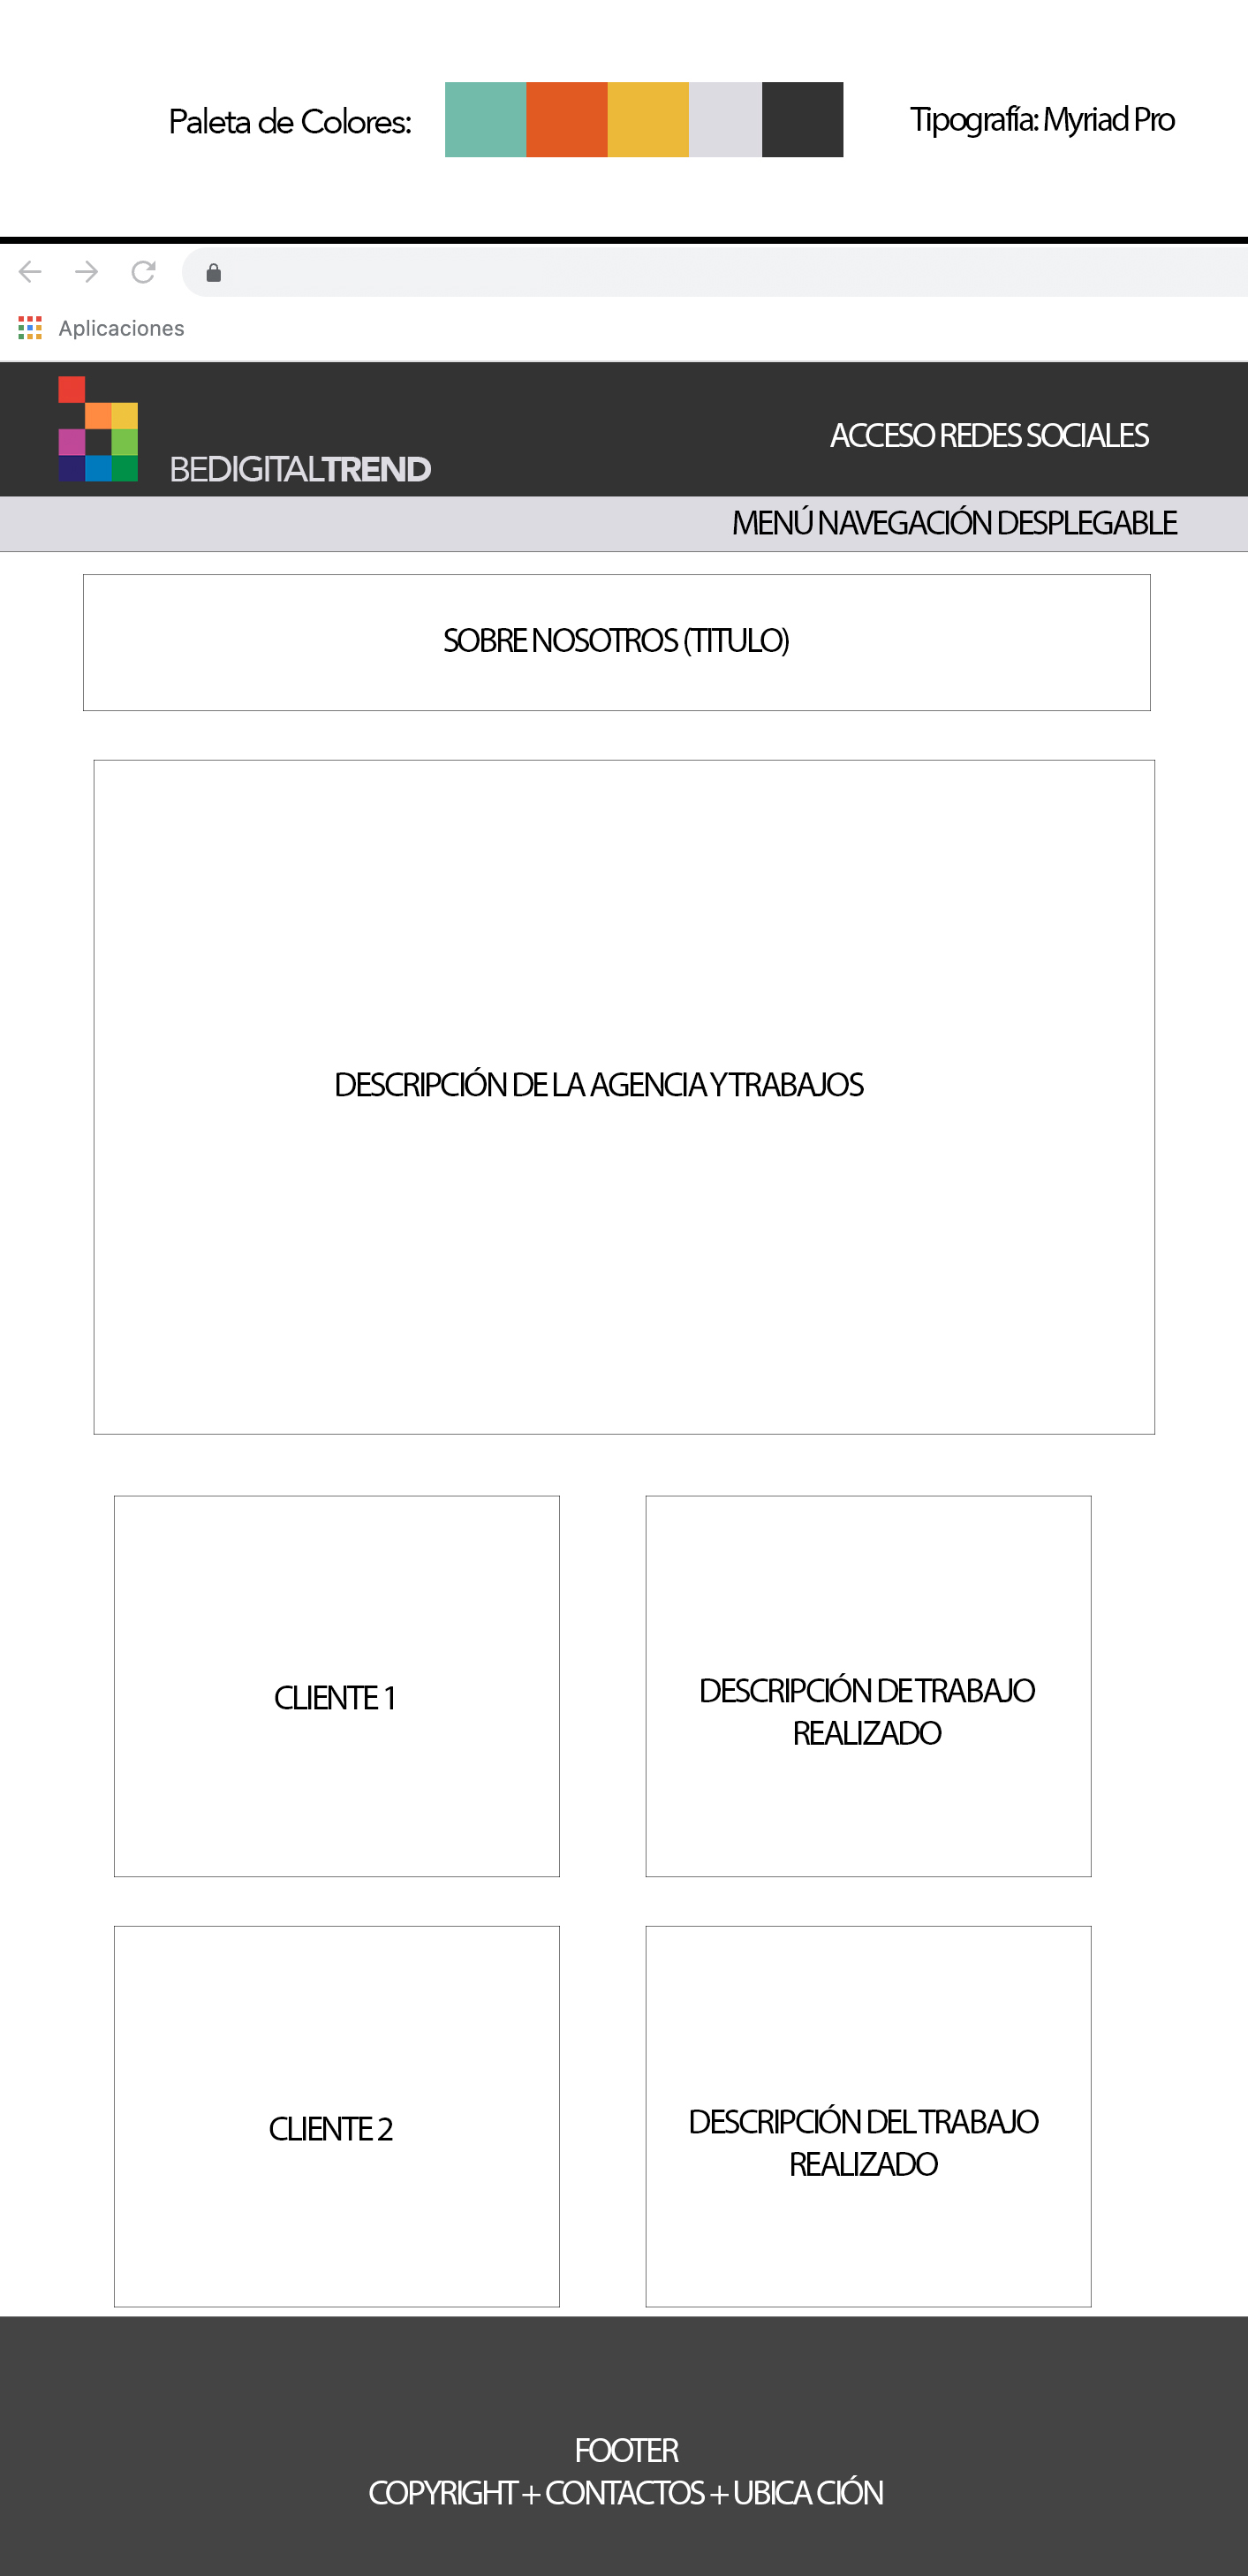 Paleta de Colores:
Tipografía: Myriad Pro
Aplicaciones
BEDIGITALTREND
ACCESO REDES SOCIALES
MENÚ NAVEGACIÓN DESPLEGABLE
SOBRE NOSOTROS (TITULO)
DESCRIPCIÓN DE LA AGENCIA Y TRABAJOS
CLIENTE 1
DESCRIPCIÓN DE TRABAJO
REALIZADO
CLIENTE 2
DESCRIPCIÓN DEL TRABAJO
REALIZADO
FOOTER
COPYRIGHT + CONTACTOS + UBICA CIÓN